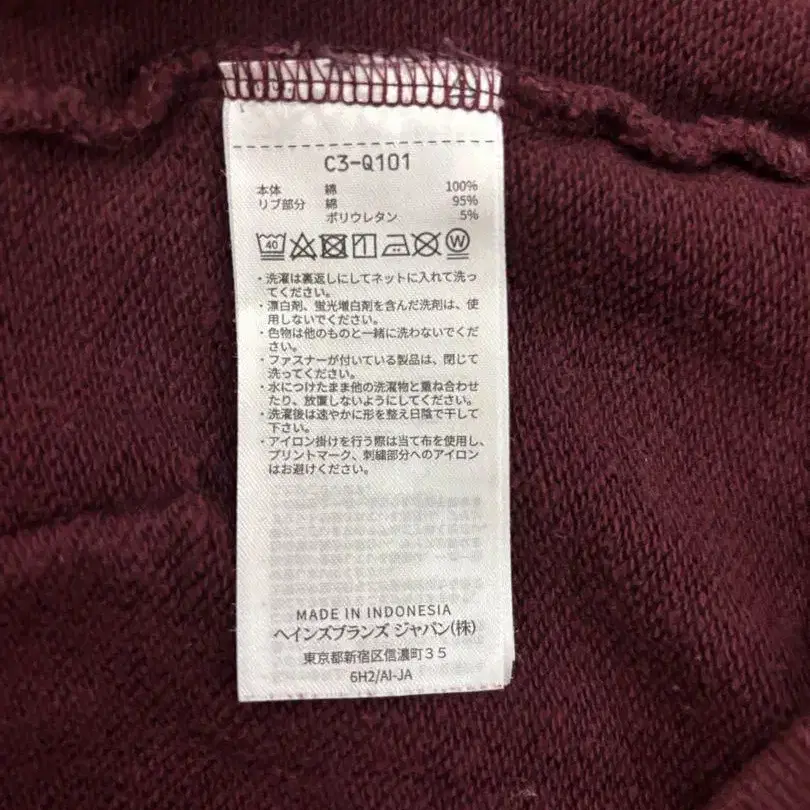 C3-Q101
本体 綿 100%
リブ部分 綿 95%
ポリウレタン 5%
40 W
・洗濯は裏返しにしてネットに入れて洗っ
てください。
・漂白剤、蛍光増白剤を含んだ洗剤は、使
用しないでください。
・色物は他のものと一緒に洗わないでくだ
さい。
・ファスナーが付いている製品は、閉じて
洗ってください。
・水につけたまま他の洗濯物と重ね合わせ
たり、放置しないようにしてください。
・洗濯後は速やかに形を整え日陰で干して
下さい。
・アイロン掛けを行う際は当て布を使用し、
プリントマーク、刺繍部分へのアイロン
はお避けください。
MADE IN INDONESIA
ヘインズブランズ ジャパン(株)
東京都新宿区信濃町35
6H2/AI-JA